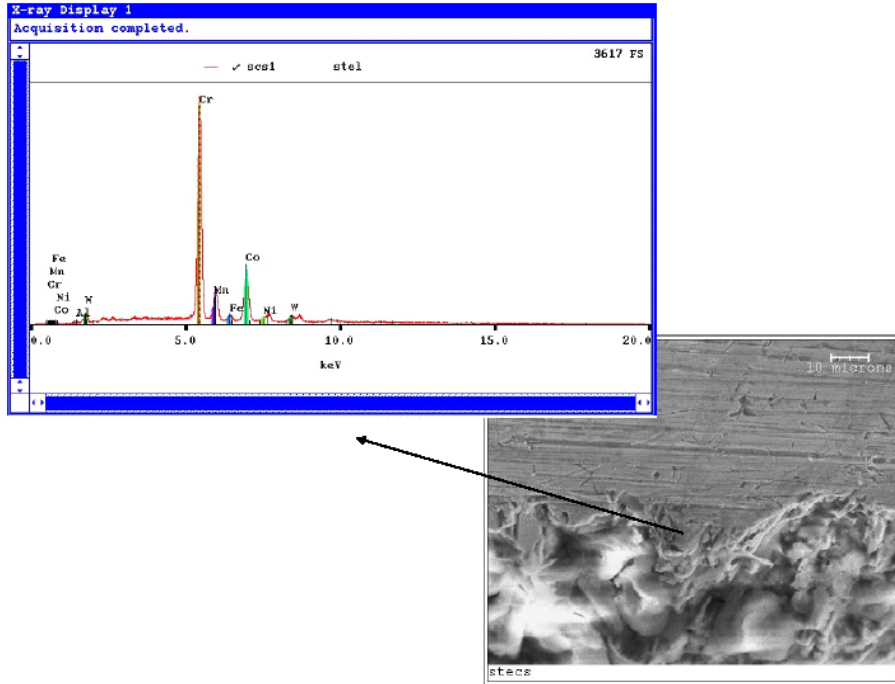 X-ray Display 1
Acquisition completed.
3617 FS
✓ scs1 stel
Cr
Co
Fe
Mn
Cr
Ni
Co
Al
W
Mn
Fe
Ni
W
0.0 5.0 10.0 15.0 20.0
keV
10 microns
stecs